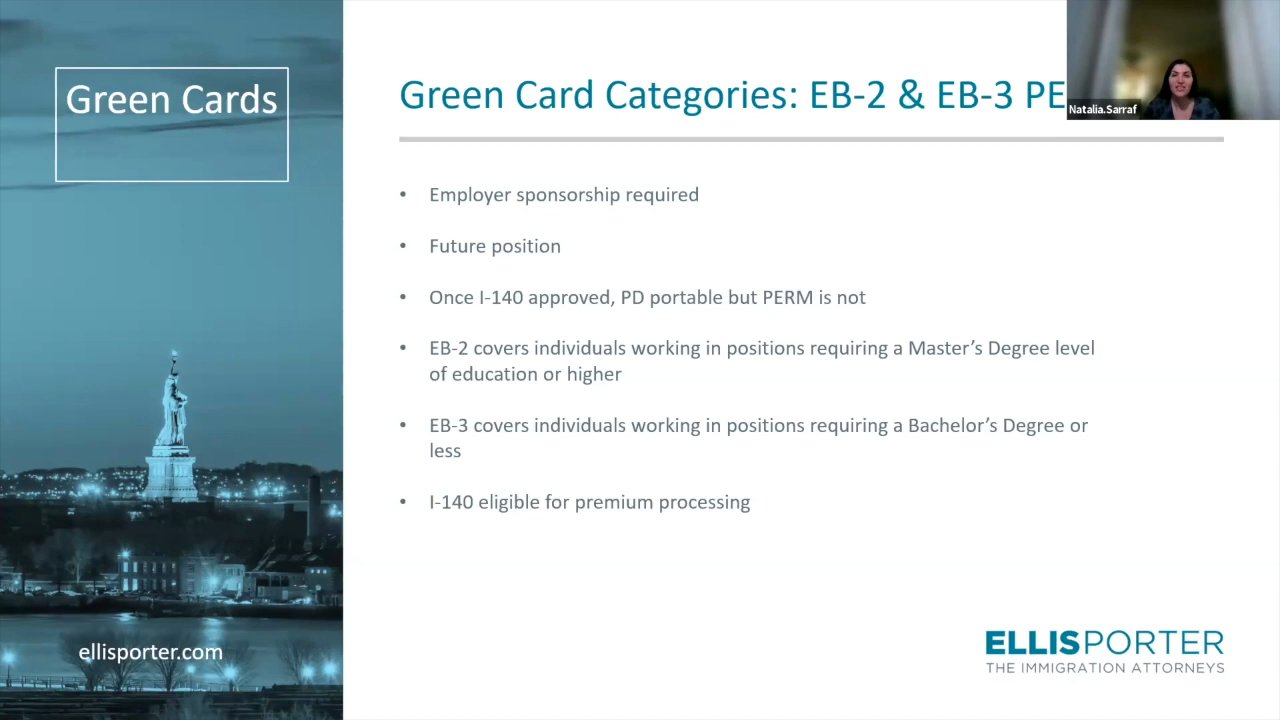 Green Cards
Green Card Categories: EB-2 & EB-3 PE
Natalia.Sarraf
• Employer sponsorship required
• Future position
• Once I-140 approved, PD portable but PERM is not
• EB-2 covers individuals working in positions requiring a Master’s Degree level
of education or higher
• EB-3 covers individuals working in positions requiring a Bachelor’s Degree or
less
• I-140 eligible for premium processing
ellisporter.com
ELLISPORTER
THE IMMIGRATION ATTORNEYS